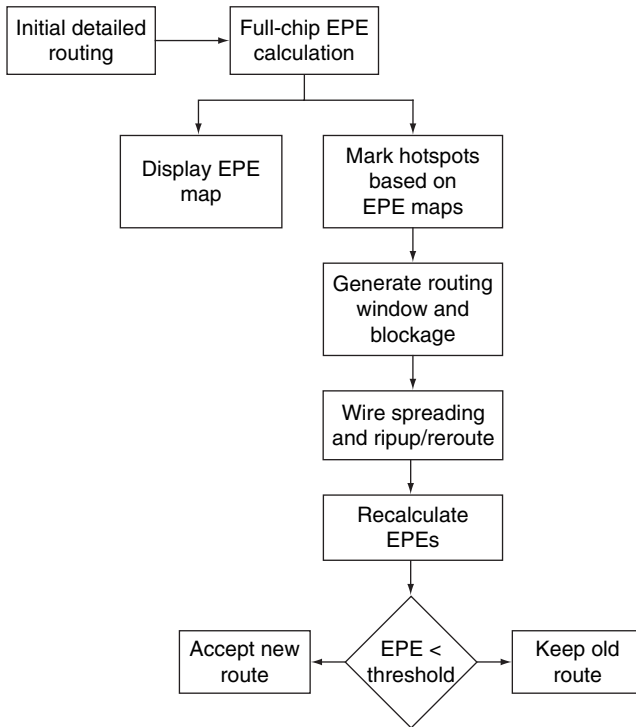 Initial detailed
routing
Full-chip EPE
calculation
Display EPE
map
Mark hotspots
based on
EPE maps
Generate routing
window and
blockage
Wire spreading
and ripup/reroute
Recalculate
EPEs
Accept new
route
EPE <
threshold
Keep old
route